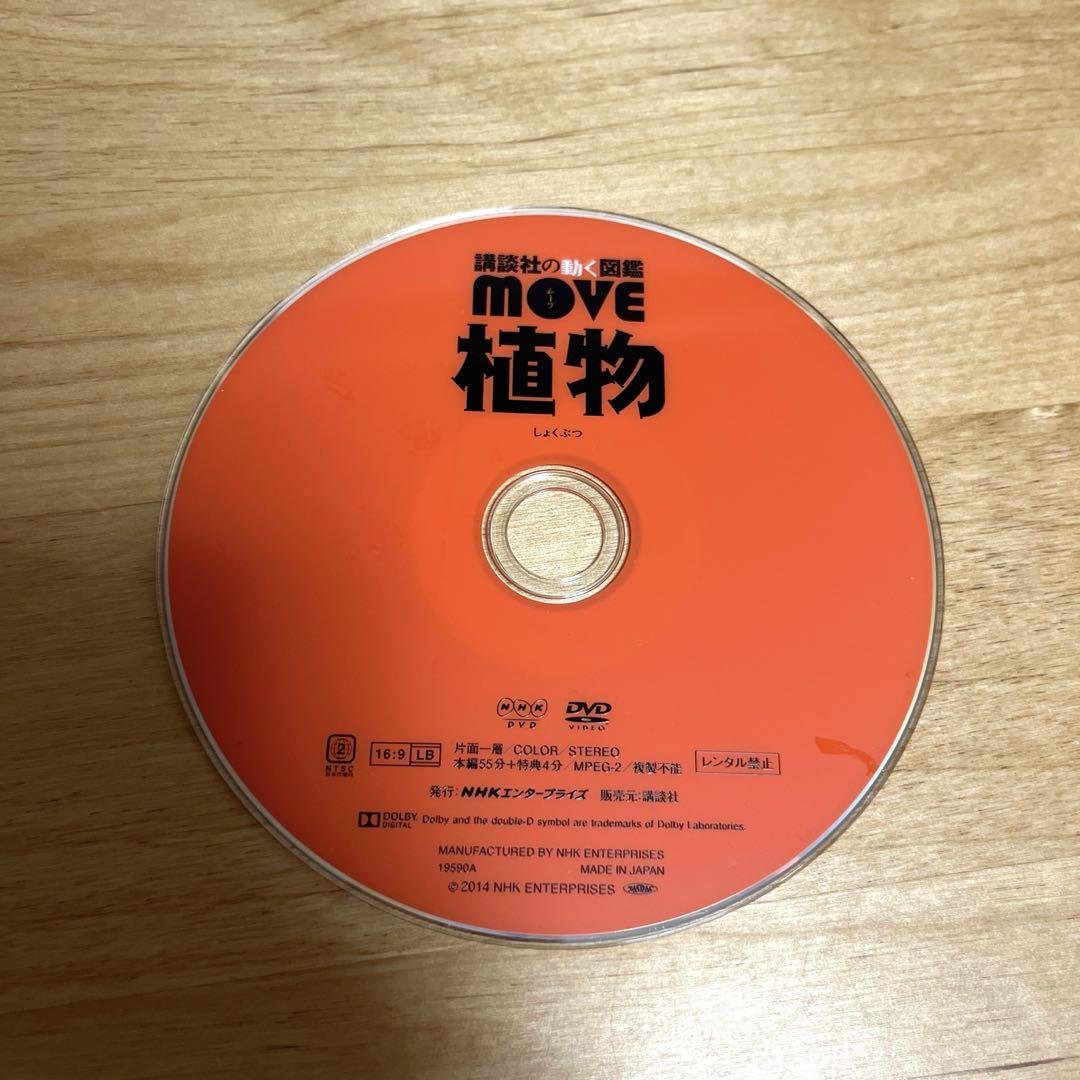 講談社の動く図鑑
MOVE
ムーブ
植物
しょくぶつ
NHK DVD
DVD VIDEO
2 NTSC
16:9 LB
片面一層/COLOR/STEREO
本編55分+特典4分/MPEG-2/複製不能
レンタル禁止
発行:NHKエンタープライズ 販売元:講談社
DOLBY DIGITAL Dolby and the double-D symbol are trademarks of Dolby Laboratories.
MANUFACTURED BY NHK ENTERPRISES
19590A MADE IN JAPAN
©2014 NHK ENTERPRISES